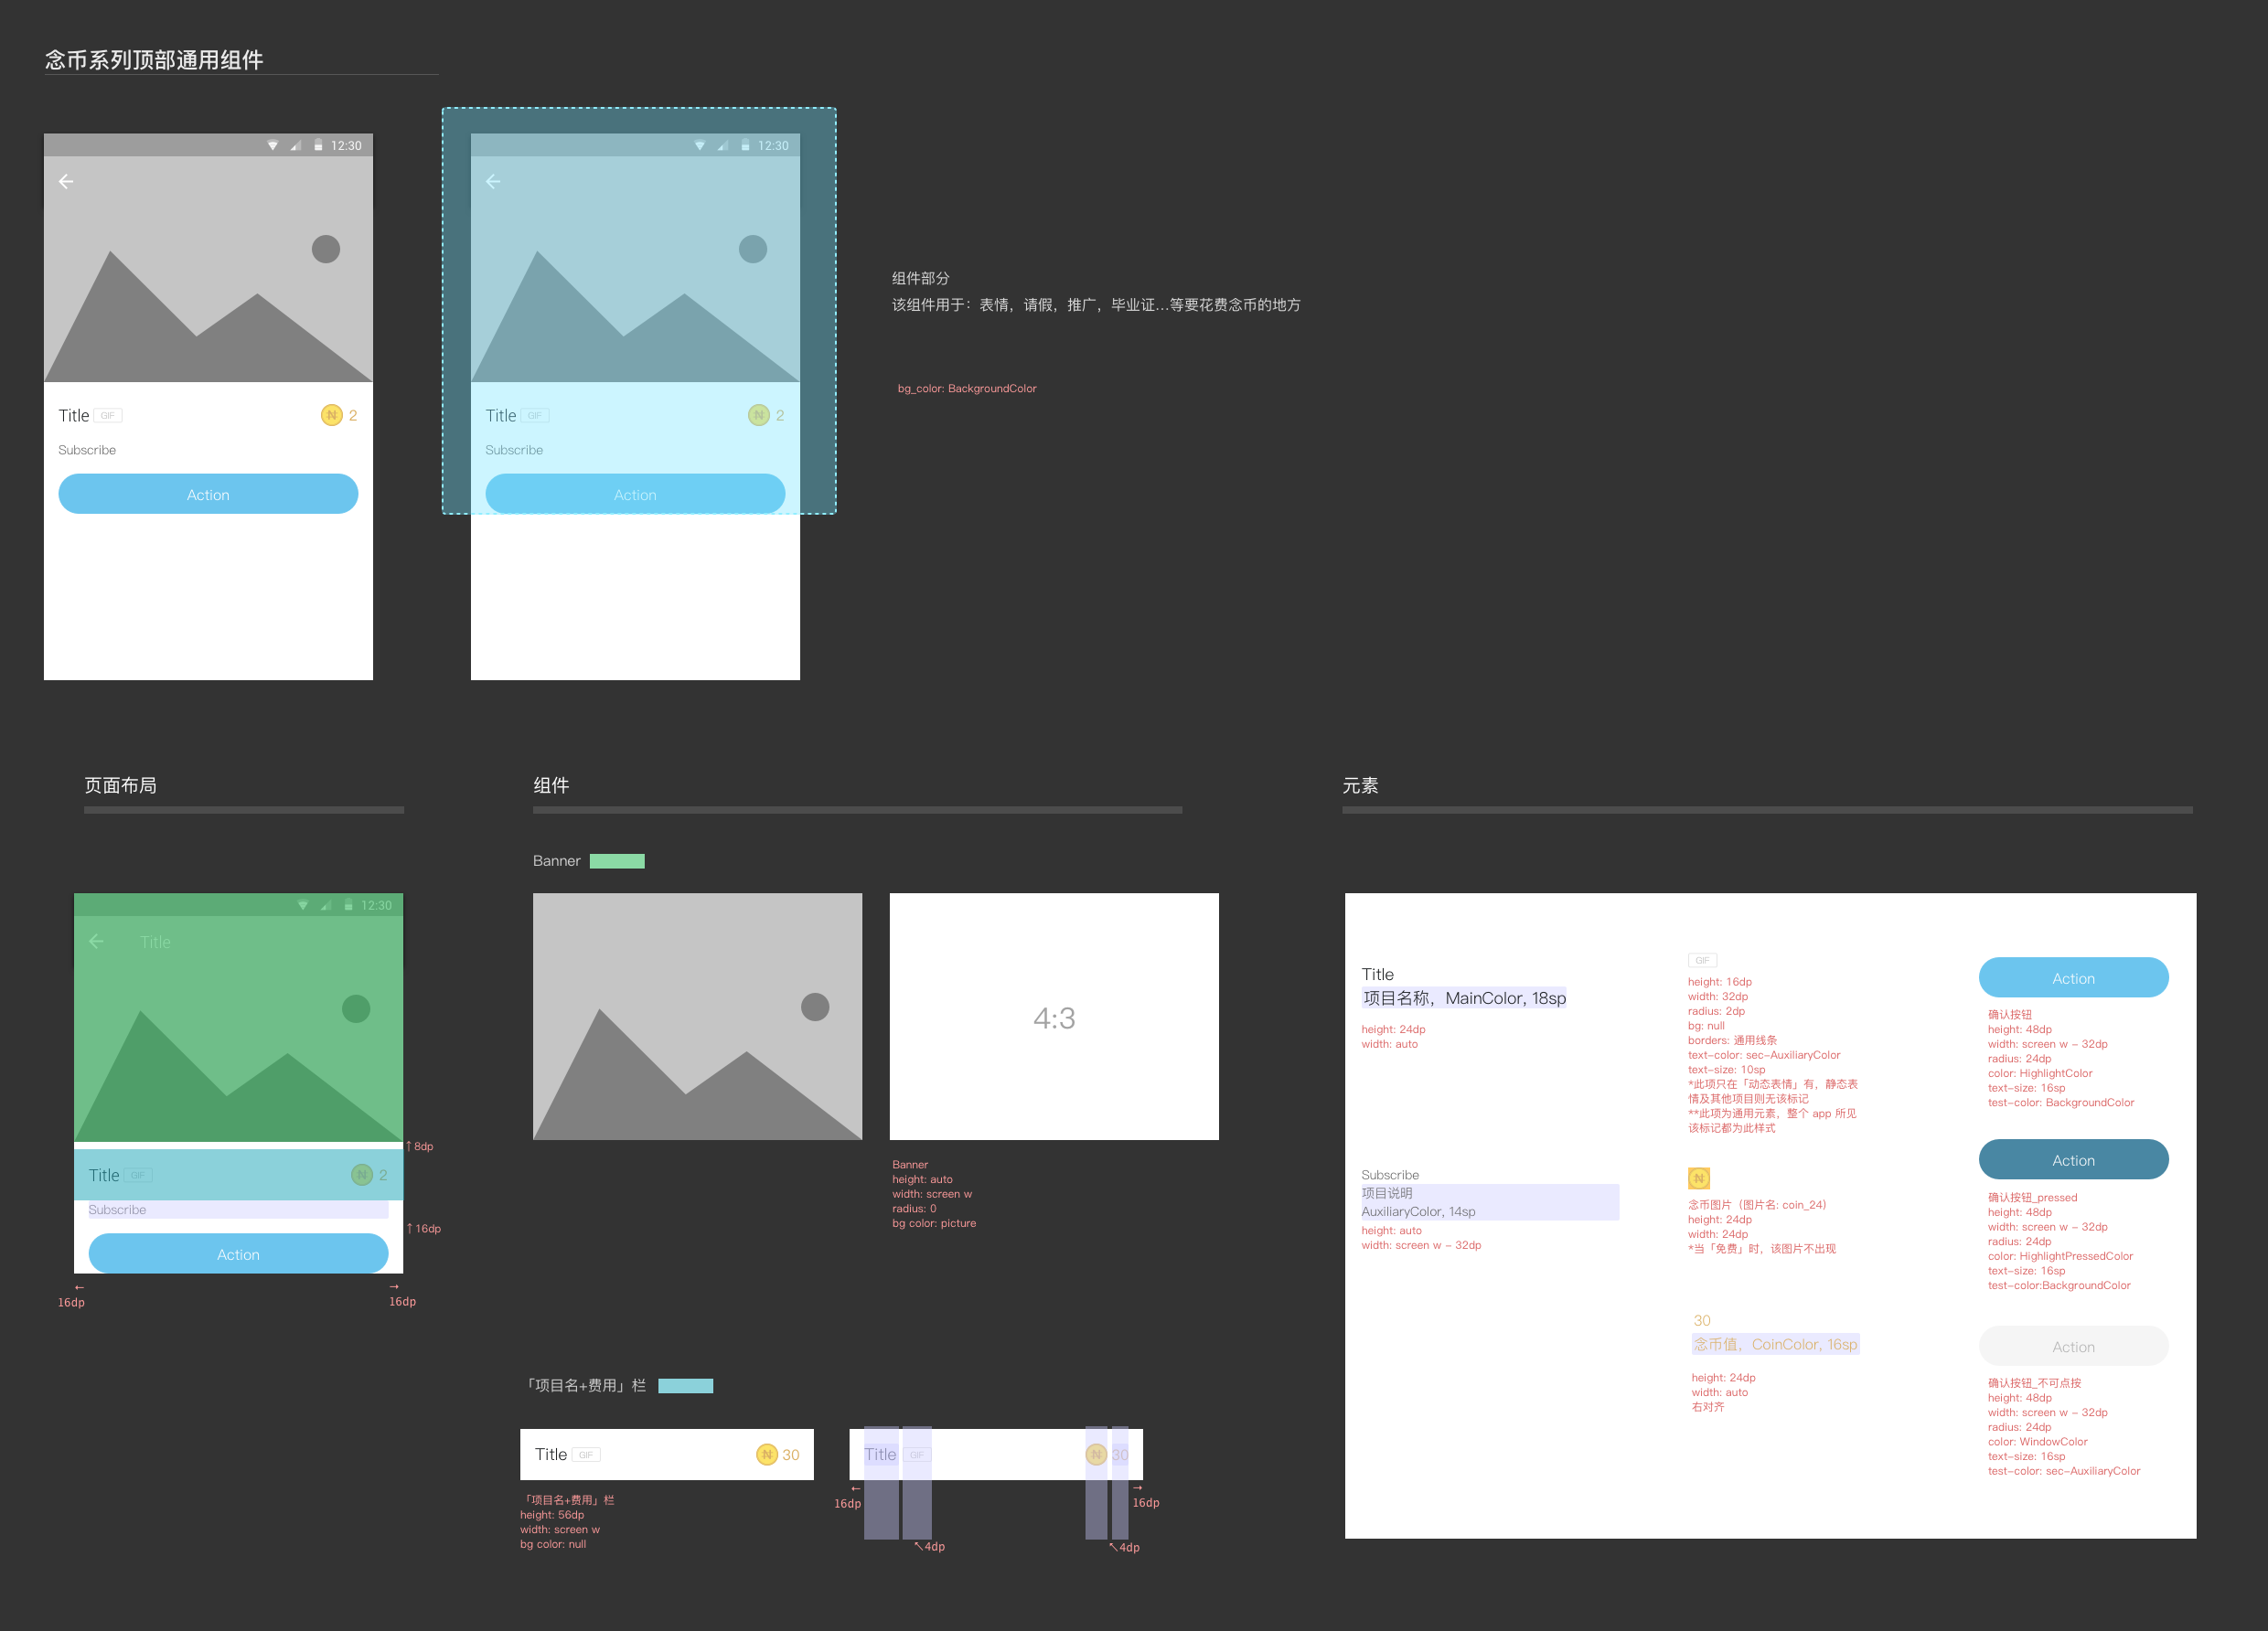 念币系列顶部通用组件
12:30
Title GIF 2
Subscribe
Action
12:30
Title GIF 2
Subscribe
Action
组件部分
该组件用于：表情，请假，推广，毕业证...等要花费念币的地方
bg_color: BackgroundColor
页面布局
12:30
Title
↑8dp
Title GIF 2
Subscribe
↑16dp
Action
←
16dp
→
16dp
组件
Banner
4:3
Banner
height: auto
width: screen w
radius: 0
bg color: picture
「项目名+费用」栏
Title GIF 30
「项目名+费用」栏
height: 56dp
width: screen w
bg color: null
Title GIF 30
←
16dp
→
16dp
↖4dp
↖4dp
元素
Title
项目名称，MainColor, 18sp
height: 24dp
width: auto
Subscribe
项目说明
AuxiliaryColor, 14sp
height: auto
width: screen w - 32dp
GIF
height: 16dp
width: 32dp
radius: 2dp
bg: null
borders: 通用线条
text-color: sec-AuxiliaryColor
text-size: 10sp
*此项只在「动态表情」有，静态表
情及其他项目则无该标记
**此项为通用元素，整个 app 所见
该标记都为此样式
念币图片（图片名: coin_24）
height: 24dp
width: 24dp
*当「免费」时，该图片不出现
30
念币值，CoinColor, 16sp
height: 24dp
width: auto
右对齐
Action
确认按钮
height: 48dp
width: screen w - 32dp
radius: 24dp
color: HighlightColor
text-size: 16sp
test-color: BackgroundColor
Action
确认按钮_pressed
height: 48dp
width: screen w - 32dp
radius: 24dp
color: HighlightPressedColor
text-size: 16sp
test-color:BackgroundColor
Action
确认按钮_不可点按
height: 48dp
width: screen w - 32dp
radius: 24dp
color: WindowColor
text-size: 16sp
test-color: sec-AuxiliaryColor